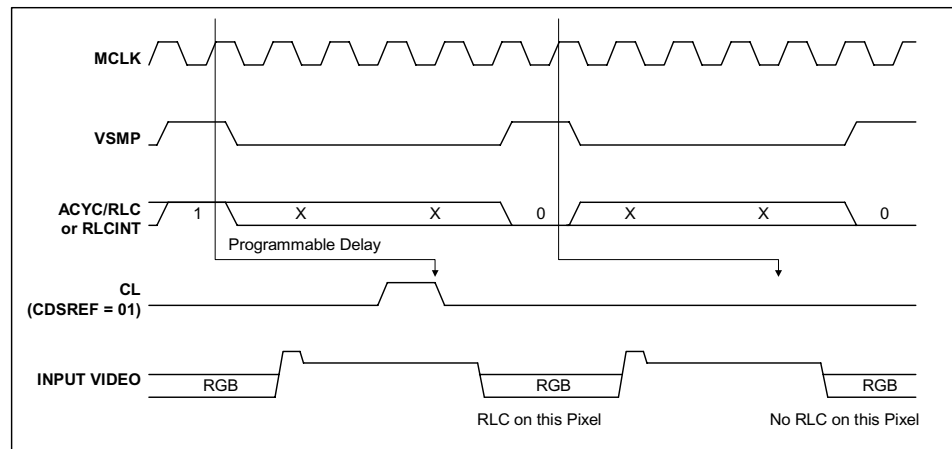 MCLK
VSMP
ACYC/RLC
or RLCINT
1 X X 0 X X 0
Programmable Delay
CL
(CDSREF = 01)
INPUT VIDEO
RGB RGB RGB
RLC on this Pixel No RLC on this Pixel